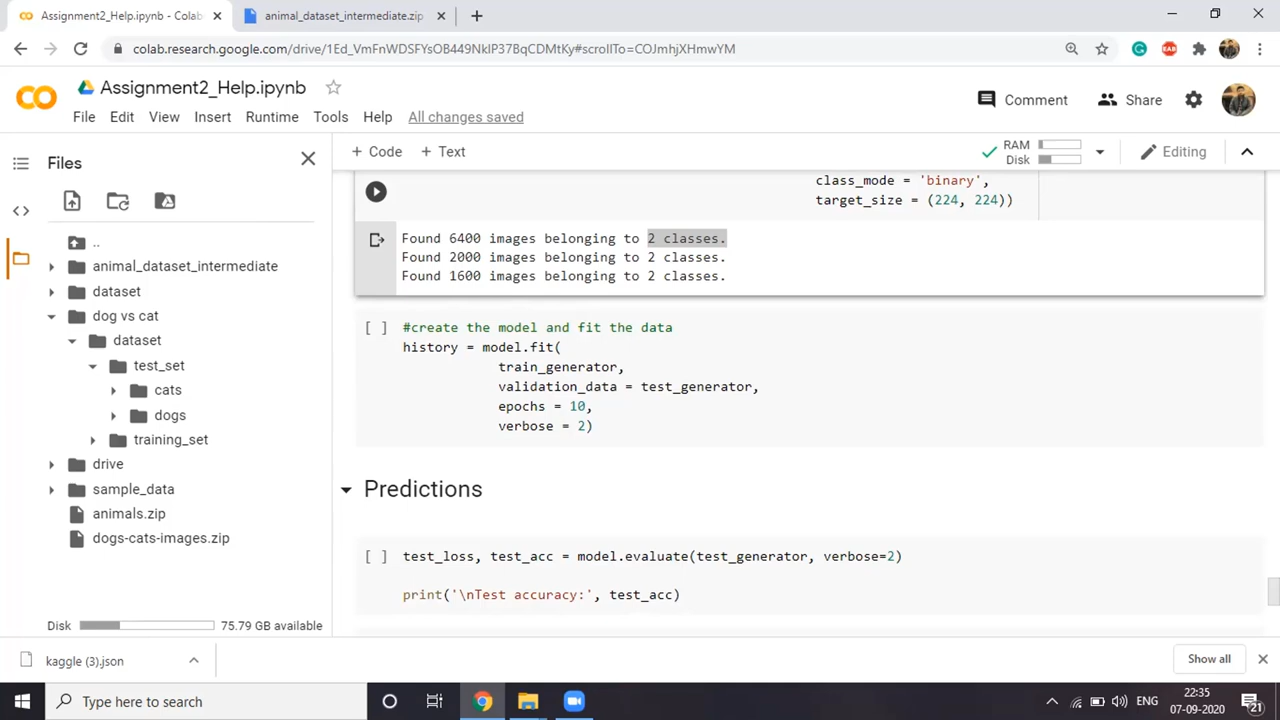 Assignment2_Help.ipynb - Colab
animal_dataset_intermediate.zip
colab.research.google.com/drive/1Ed_VmFnWDSFYsOB449NkIP37BqCDMtKy#scrollTo=COJmhjXHmwYM
Assignment2_Help.ipynb
Comment
Share
File Edit View Insert Runtime Tools Help All changes saved
Files
+ Code + Text
RAM
Disk
Editing
..
animal_dataset_intermediate
dataset
dog vs cat
dataset
test_set
cats
dogs
training_set
drive
sample_data
animals.zip
dogs-cats-images.zip
Disk 75.79 GB available
class_mode = 'binary',
target_size = (224, 224))
Found 6400 images belonging to 2 classes.
Found 2000 images belonging to 2 classes.
Found 1600 images belonging to 2 classes.
[ ] #create the model and fit the data
history = model.fit(
train_generator,
validation_data = test_generator,
epochs = 10,
verbose = 2)
Predictions
[ ] test_loss, test_acc = model.evaluate(test_generator, verbose=2)
print('\nTest accuracy:', test_acc)
kaggle (3).json
Show all
Type here to search
ENG
22:35
07-09-2020
21